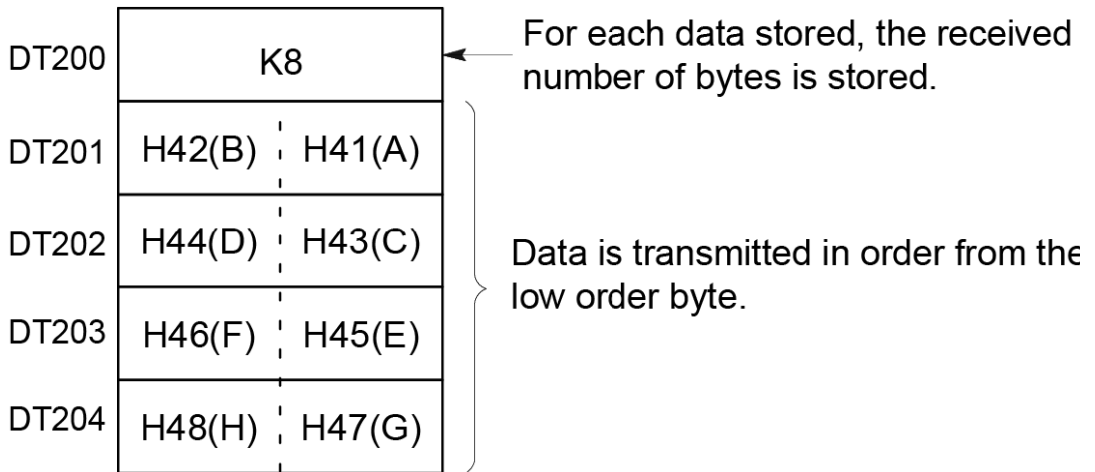 DT200 K8 For each data stored, the received
number of bytes is stored.
DT201 H42(B) H41(A)
DT202 H44(D) H43(C)
Data is transmitted in order from the
low order byte.
DT203 H46(F) H45(E)
DT204 H48(H) H47(G)